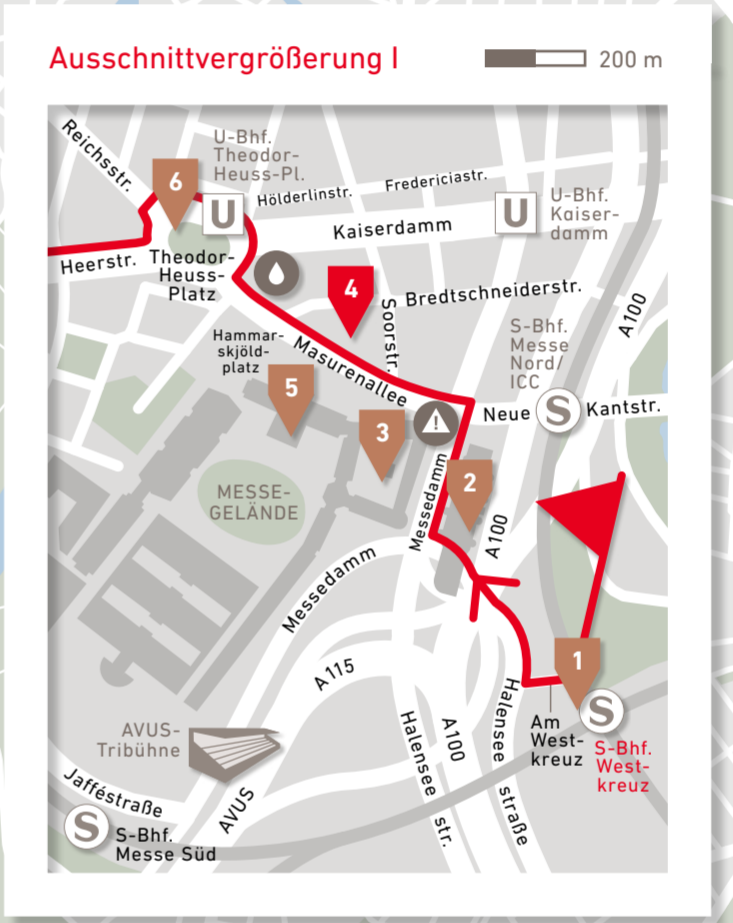 Ausschnittvergrößerung I
200 m
Reichsstr.
U-Bhf.
Theodor-
Heuss-Pl.
6
U
Hölderlinstr.
Fredericiastr.
U
U-Bhf.
Kaiser-
damm
Kaiserdamm
Heerstr.
Theodor-
Heuss-
Platz
4
Bredtschneiderstr.
Soorstr.
A100
Hammar-
skjöld-
platz
Masurenallee
S-Bhf.
Messe
Nord/
ICC
5
3
Neue
S
Kantstr.
2
MESSE-
GELÄNDE
Messedamm
A100
Messedamm
1
A115
S
Halensee
straße
Am
West-
kreuz
S-Bhf.
West-
kreuz
AVUS-
Tribühne
A100
Halensee
str.
Jafféstraße
AVUS
S
S-Bhf.
Messe Süd